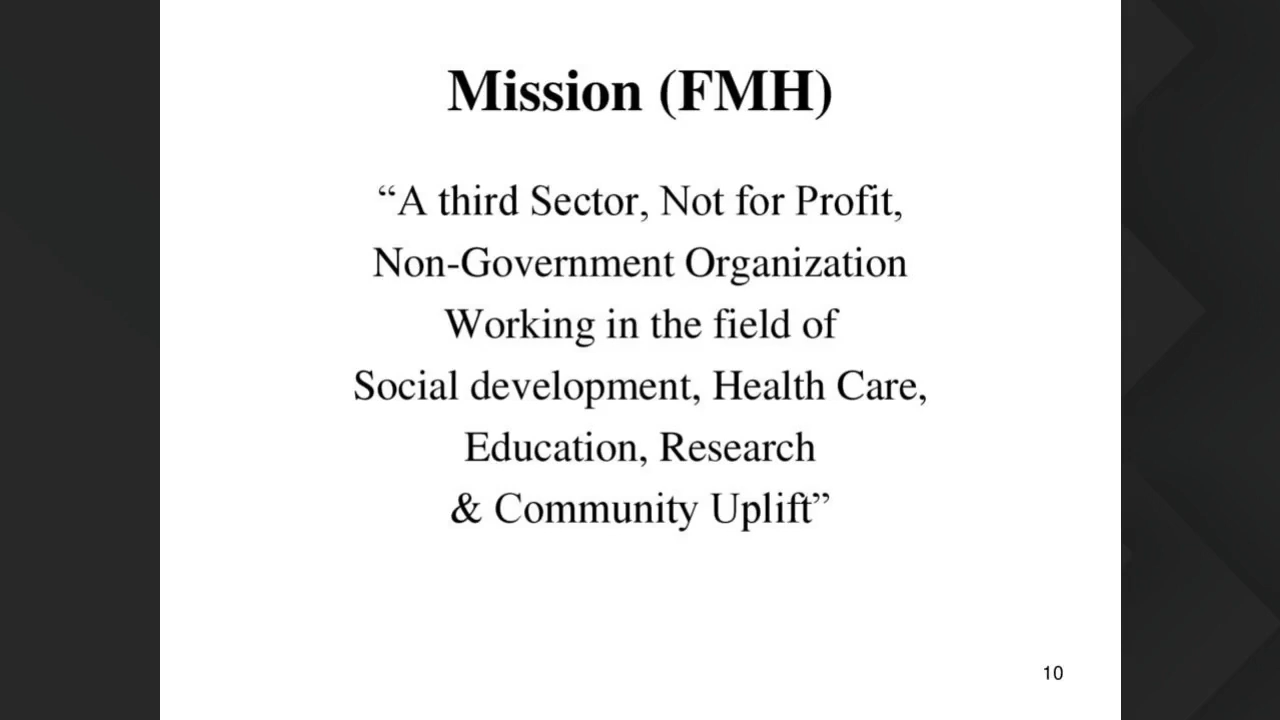 Mission (FMH)
“A third Sector, Not for Profit,
Non-Government Organization
Working in the field of
Social development, Health Care,
Education, Research
& Community Uplift”
10